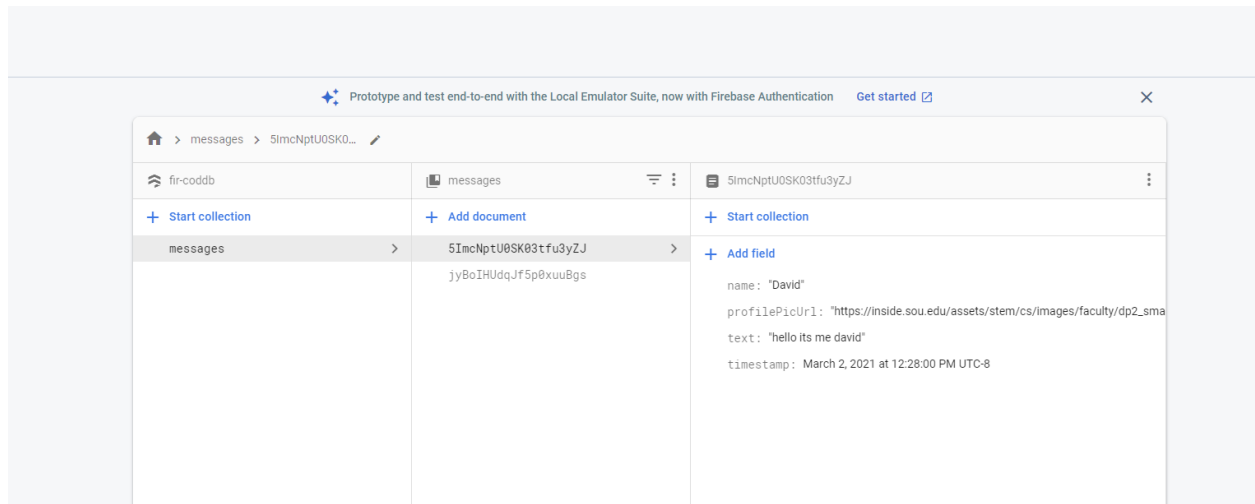 Prototype and test end-to-end with the Local Emulator Suite, now with Firebase Authentication Get started
messages > 5ImcNptU0SK0...
fir-coddb
messages
5ImcNptU0SK03tfu3yZJ
+ Start collection
+ Add document
+ Start collection
messages
5ImcNptU0SK03tfu3yZJ
jyBoIHUdqJf5p0xuuBgs
+ Add field
name: "David"
profilePicUrl: "https://inside.sou.edu/assets/stem/cs/images/faculty/dp2_sma
text: "hello its me david"
timestamp: March 2, 2021 at 12:28:00 PM UTC-8